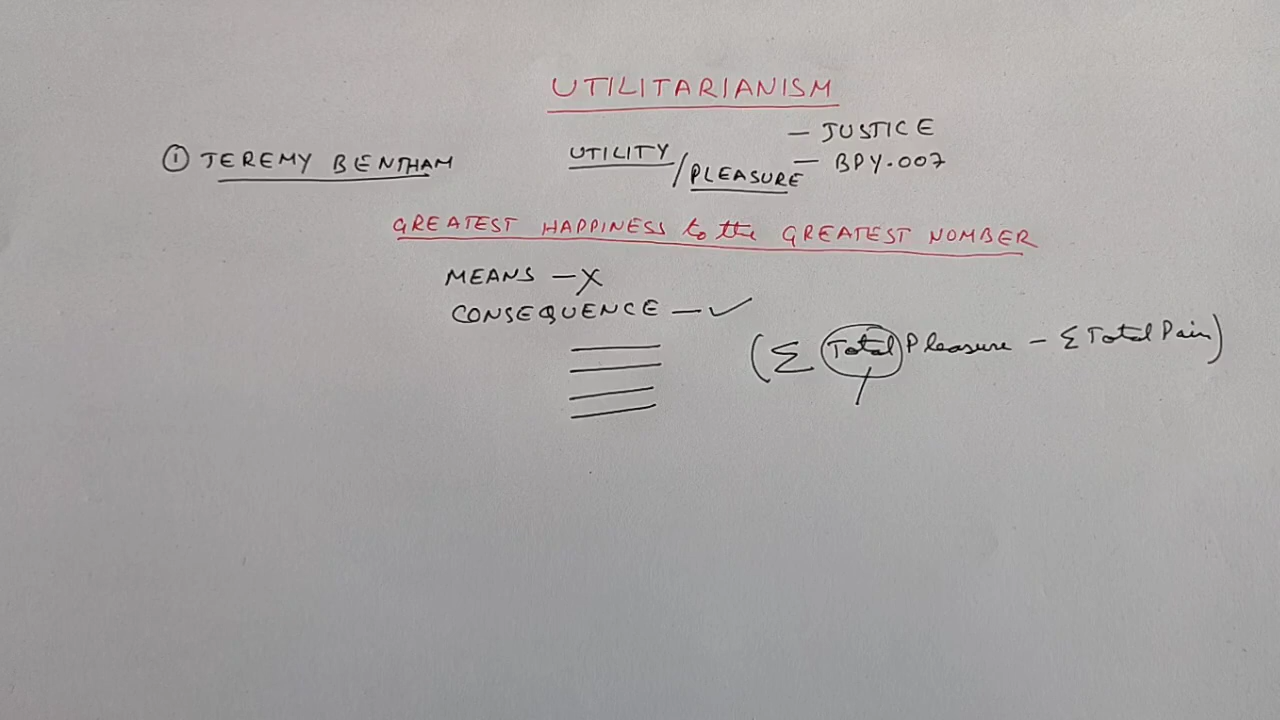 UTILITARIANISM
— JUSTICE
① JEREMY BENTHAM UTILITY / PLEASURE — BPY.007
GREATEST HAPPINESS to the GREATEST NUMBER
MEANS — X
CONSEQUENCE — ✓
(Σ Total Pleasure — Σ Total Pain)